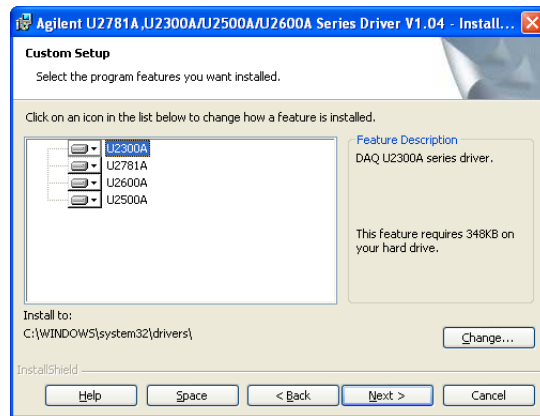 Agilent U2781A,U2300A/U2500A/U2600A Series Driver V1.04 - Install...
Custom Setup
Select the program features you want installed.
Click on an icon in the list below to change how a feature is installed.
U2300A
U2781A
U2600A
U2500A
Feature Description
DAQ U2300A series driver.
This feature requires 348KB on
your hard drive.
Install to:
C:\WINDOWS\system32\drivers\
Change...
InstallShield
Help
Space
< Back
Next >
Cancel